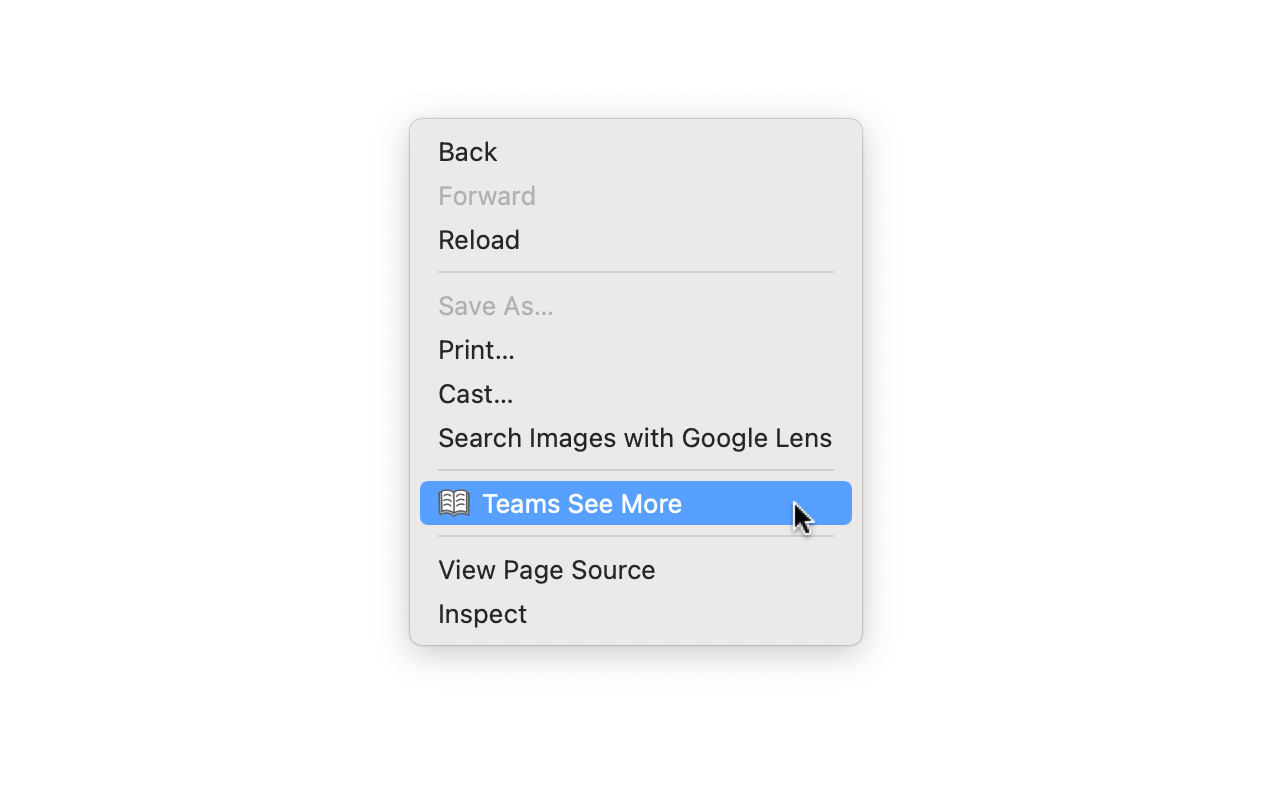 Back
Forward
Reload
Save As...
Print...
Cast...
Search Images with Google Lens
Teams See More
View Page Source
Inspect